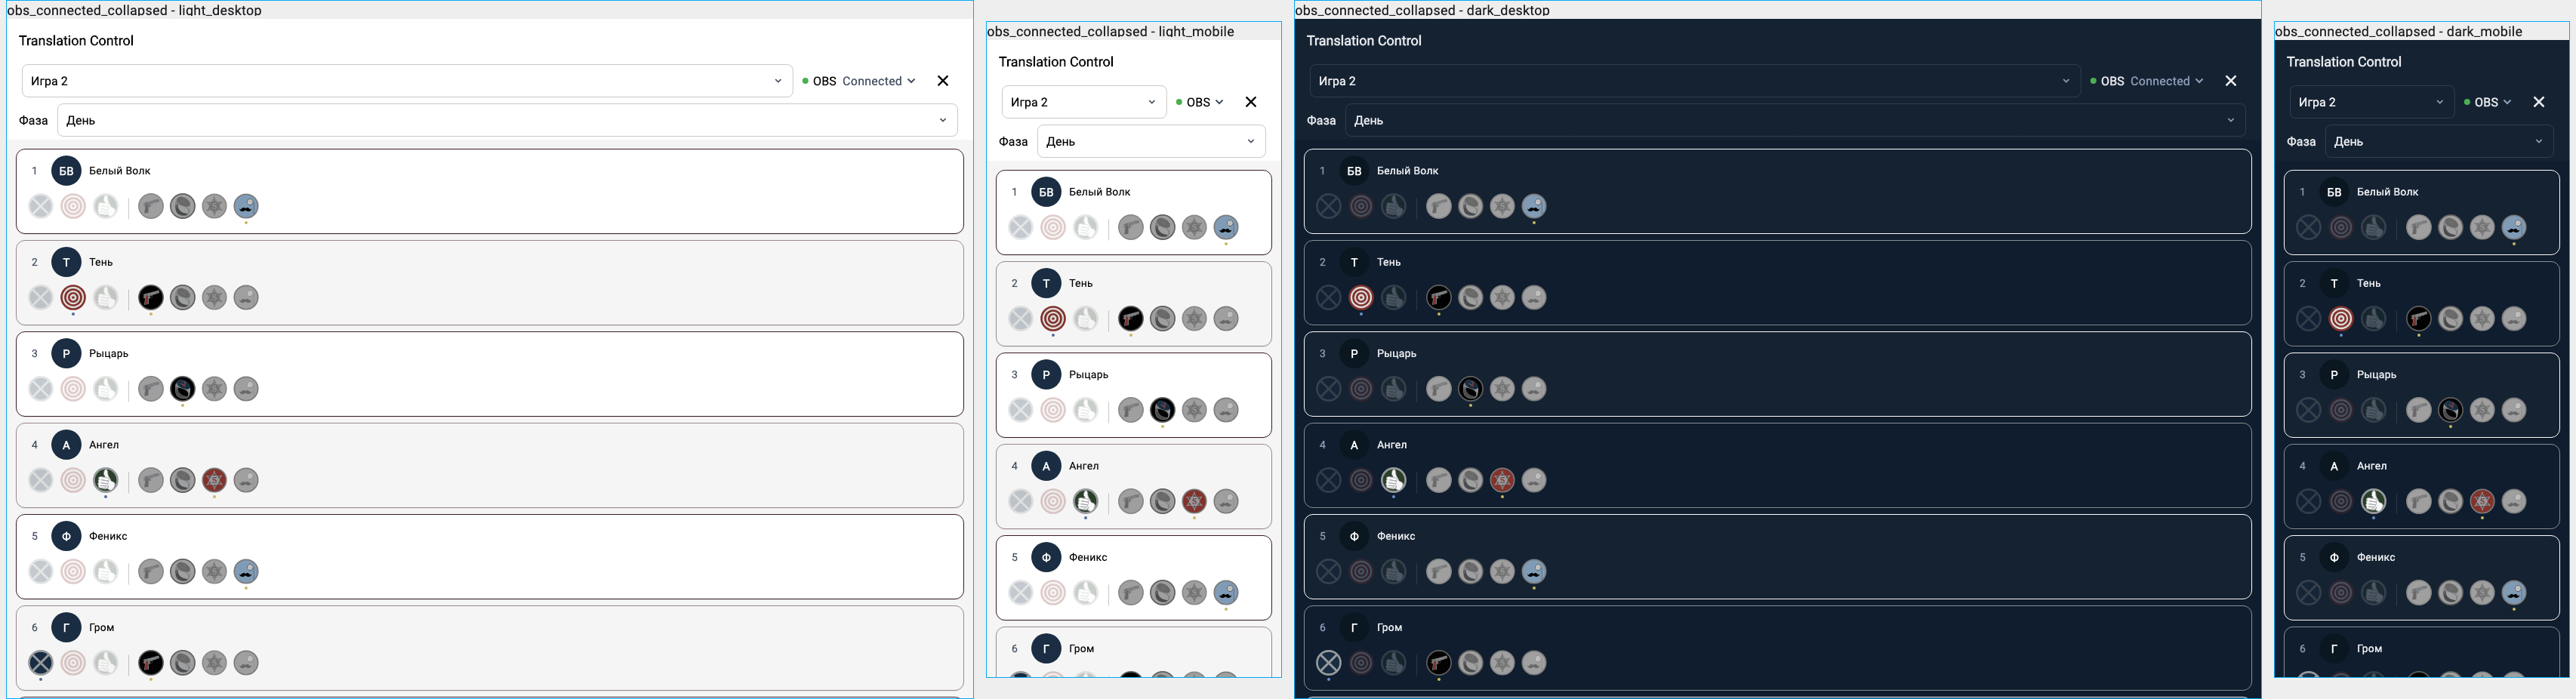 obs_connected_collapsed - light_desktop
Translation Control
Игра 2
OBS Connected
Фаза День
1 БВ Белый Волк
2 Т Тень
3 Р Рыцарь
4 А Ангел
5 Ф Феникс
6 Г Гром
obs_connected_collapsed - light_mobile
Translation Control
Игра 2
OBS
Фаза День
1 БВ Белый Волк
2 Т Тень
3 Р Рыцарь
4 А Ангел
5 Ф Феникс
6 Г Гром
obs_connected_collapsed - dark_desktop
Translation Control
Игра 2
OBS Connected
Фаза День
1 БВ Белый Волк
2 Т Тень
3 Р Рыцарь
4 А Ангел
5 Ф Феникс
6 Г Гром
obs_connected_collapsed - dark_mobile
Translation Control
Игра 2
OBS
Фаза День
1 БВ Белый Волк
2 Т Тень
3 Р Рыцарь
4 А Ангел
5 Ф Феникс
6 Г Гром